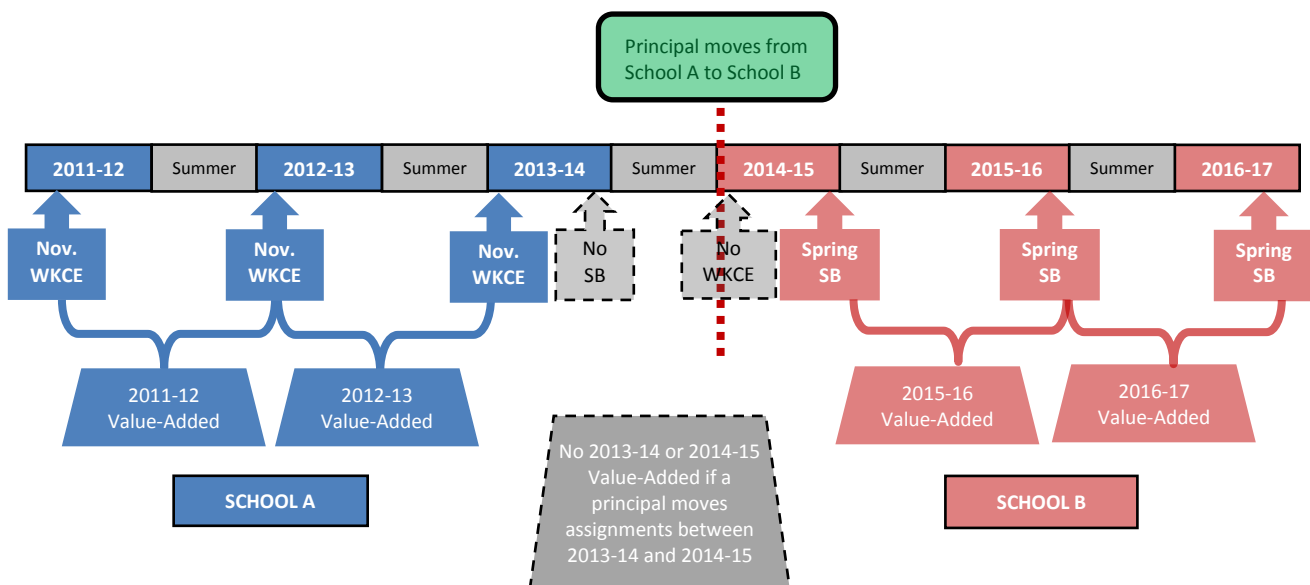 Principal moves from
School A to School B
2011-12
Summer
2012-13
Summer
2013-14
Summer
2014-15
Summer
2015-16
Summer
2016-17
Nov.
WKCE
Nov.
WKCE
Nov.
WKCE
No
SB
No
WKCE
Spring
SB
Spring
SB
Spring
SB
2011-12
Value-Added
2012-13
Value-Added
No 2013-14 or 2014-15
Value-Added if a
principal moves
assignments between
2013-14 and 2014-15
2015-16
Value-Added
2016-17
Value-Added
SCHOOL A
SCHOOL B